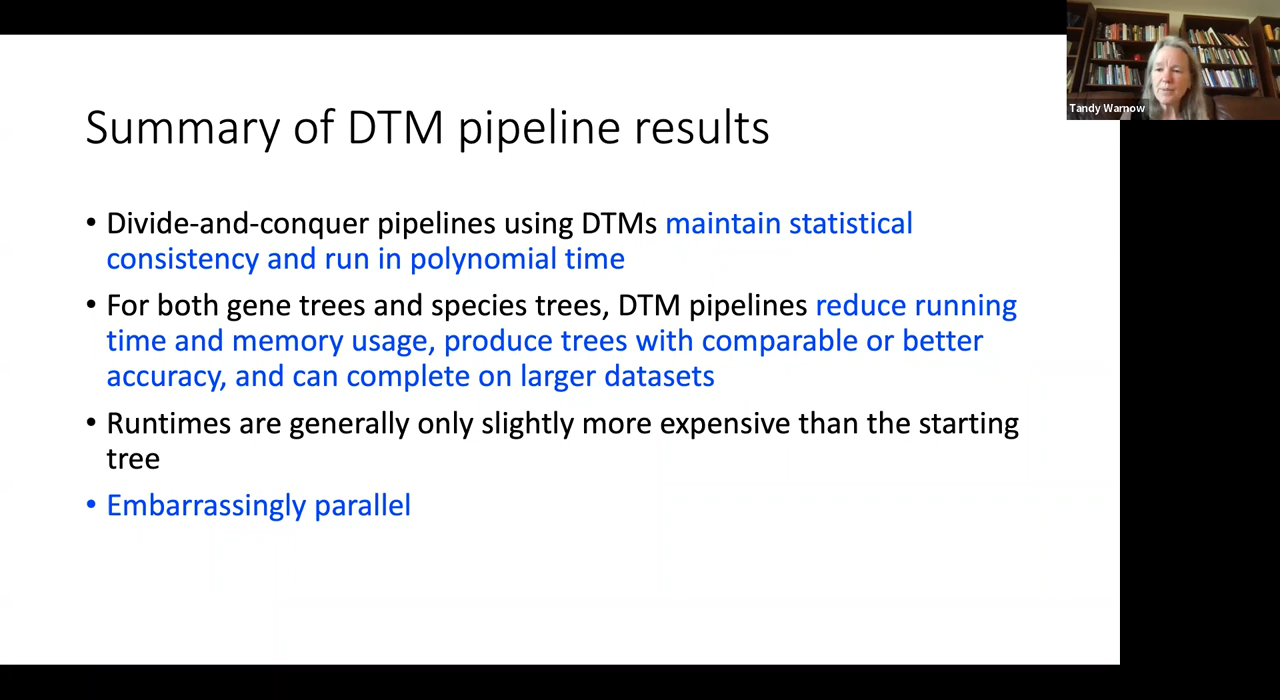 Tandy Warnow
Summary of DTM pipeline results
• Divide-and-conquer pipelines using DTMs maintain statistical
consistency and run in polynomial time
• For both gene trees and species trees, DTM pipelines reduce running
time and memory usage, produce trees with comparable or better
accuracy, and can complete on larger datasets
• Runtimes are generally only slightly more expensive than the starting
tree
• Embarrassingly parallel